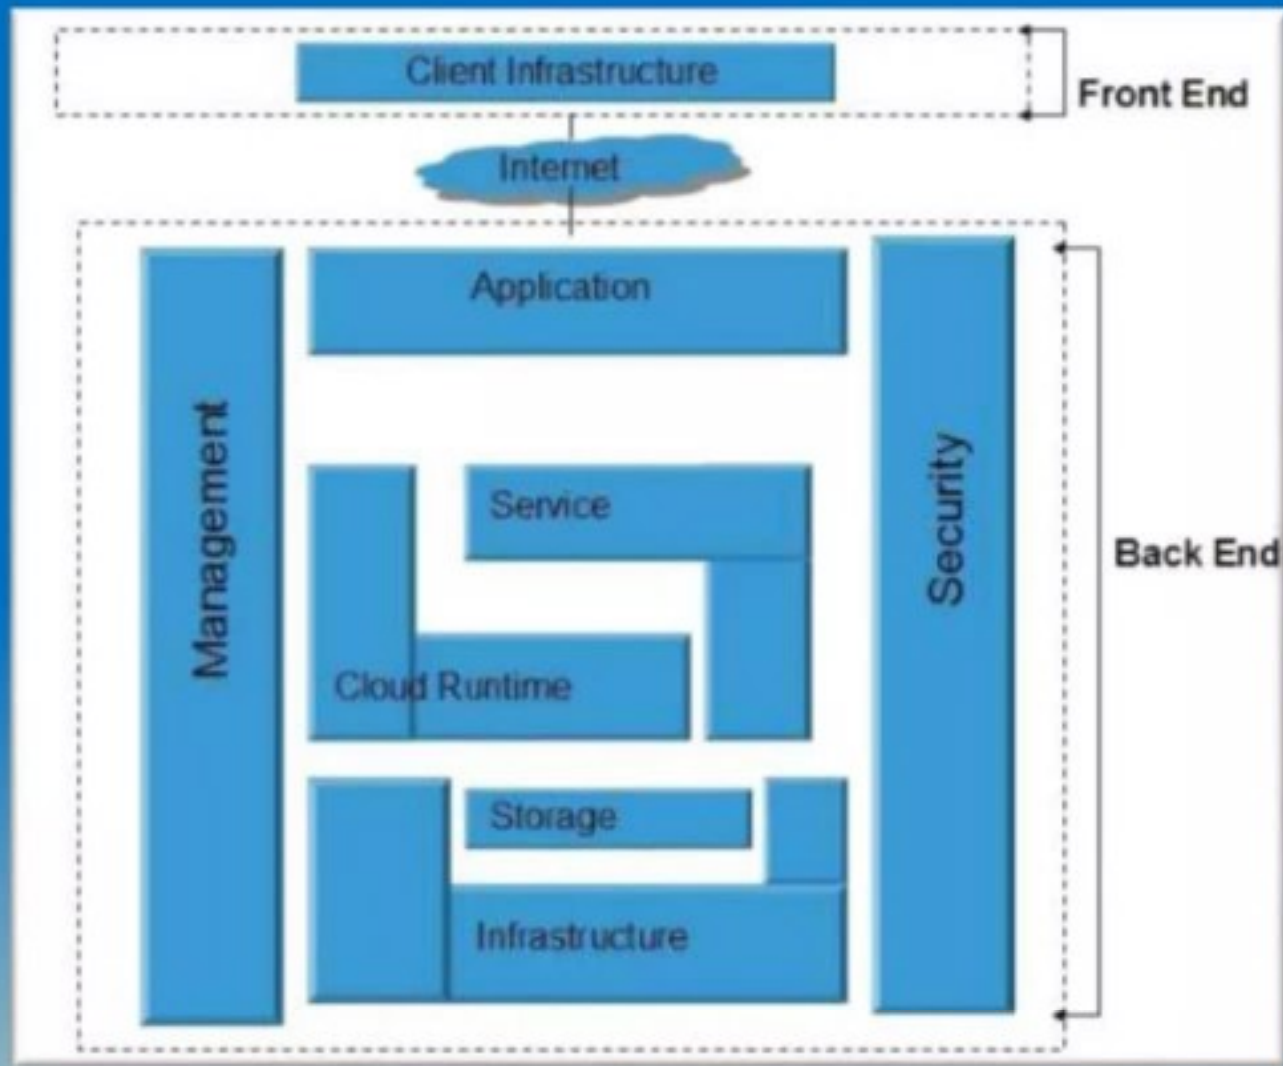 Client Infrastructure
Front End
Internet
Application
Management
Service
Security
Back End
Cloud Runtime
Storage
Infrastructure